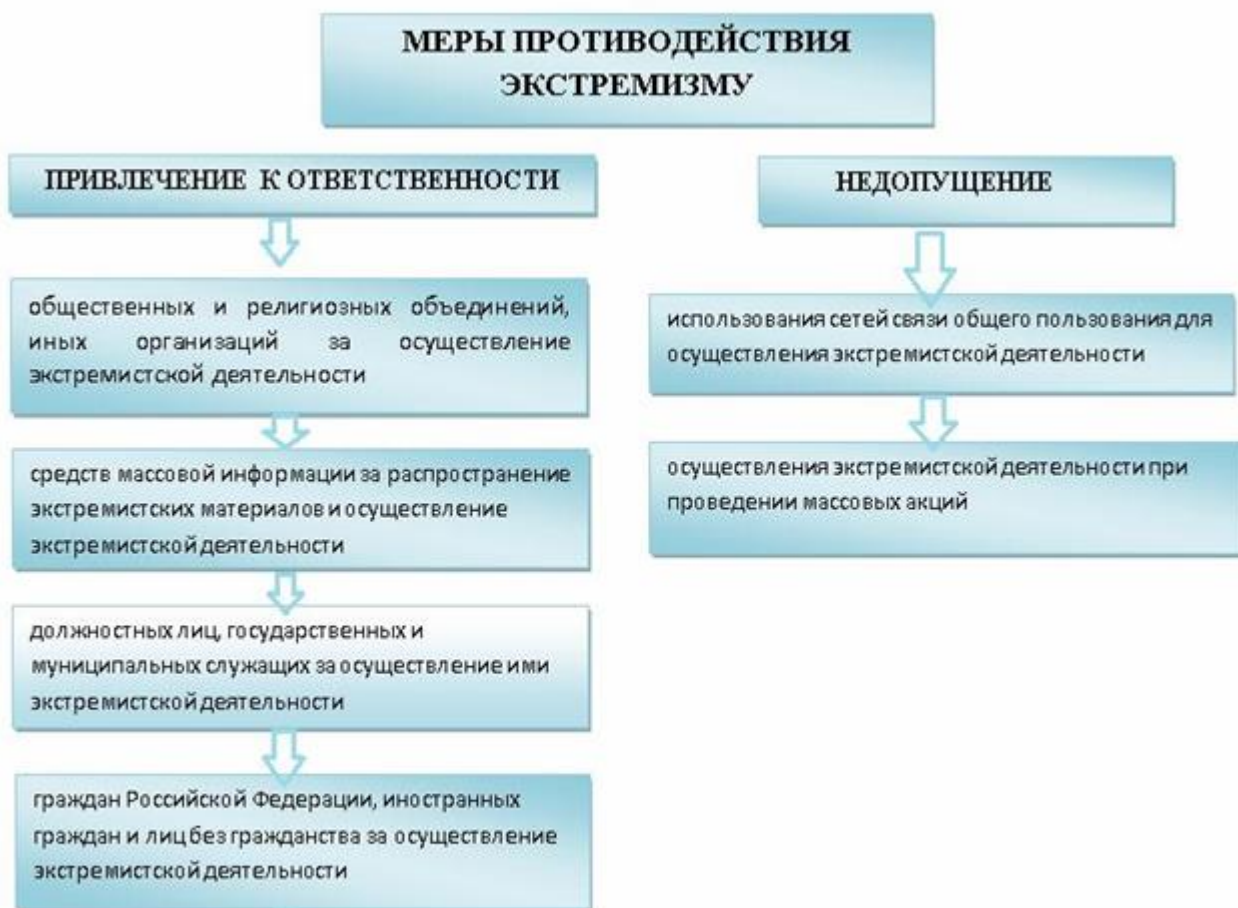 МЕРЫ ПРОТИВОДЕЙСТВИЯ
ЭКСТРЕМИЗМУ
ПРИВЛЕЧЕНИЕ К ОТВЕТСТВЕННОСТИ
общественных и религиозных объединений,
иных организаций за осуществление
экстремистской деятельности
средств массовой информации за распространение
экстремистских материалов и осуществление
экстремистской деятельности
должностных лиц, государственных и
муниципальных служащих за осуществление ими
экстремистской деятельности
граждан Российской Федерации, иностранных
граждан и лиц без гражданства за осуществление
экстремистской деятельности
НЕДОПУЩЕНИЕ
использования сетей связи общего пользования для
осуществления экстремистской деятельности
осуществления экстремистской деятельности при
проведении массовых акций